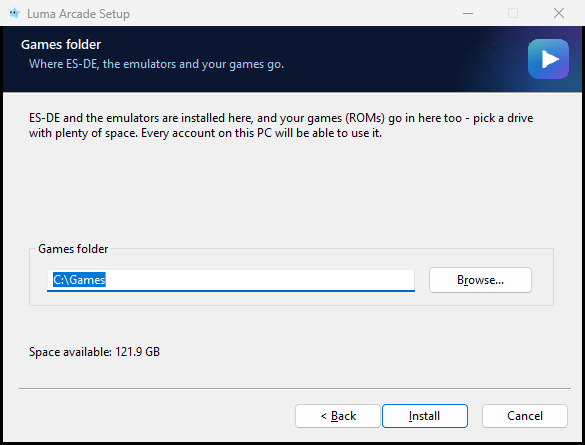 Luma Arcade Setup
Games folder
Where ES-DE, the emulators and your games go.
ES-DE and the emulators are installed here, and your games (ROMs) go in here too - pick a drive
with plenty of space. Every account on this PC will be able to use it.
Games folder
C:\Games
Browse...
Space available: 121.9 GB
< Back
Install
Cancel